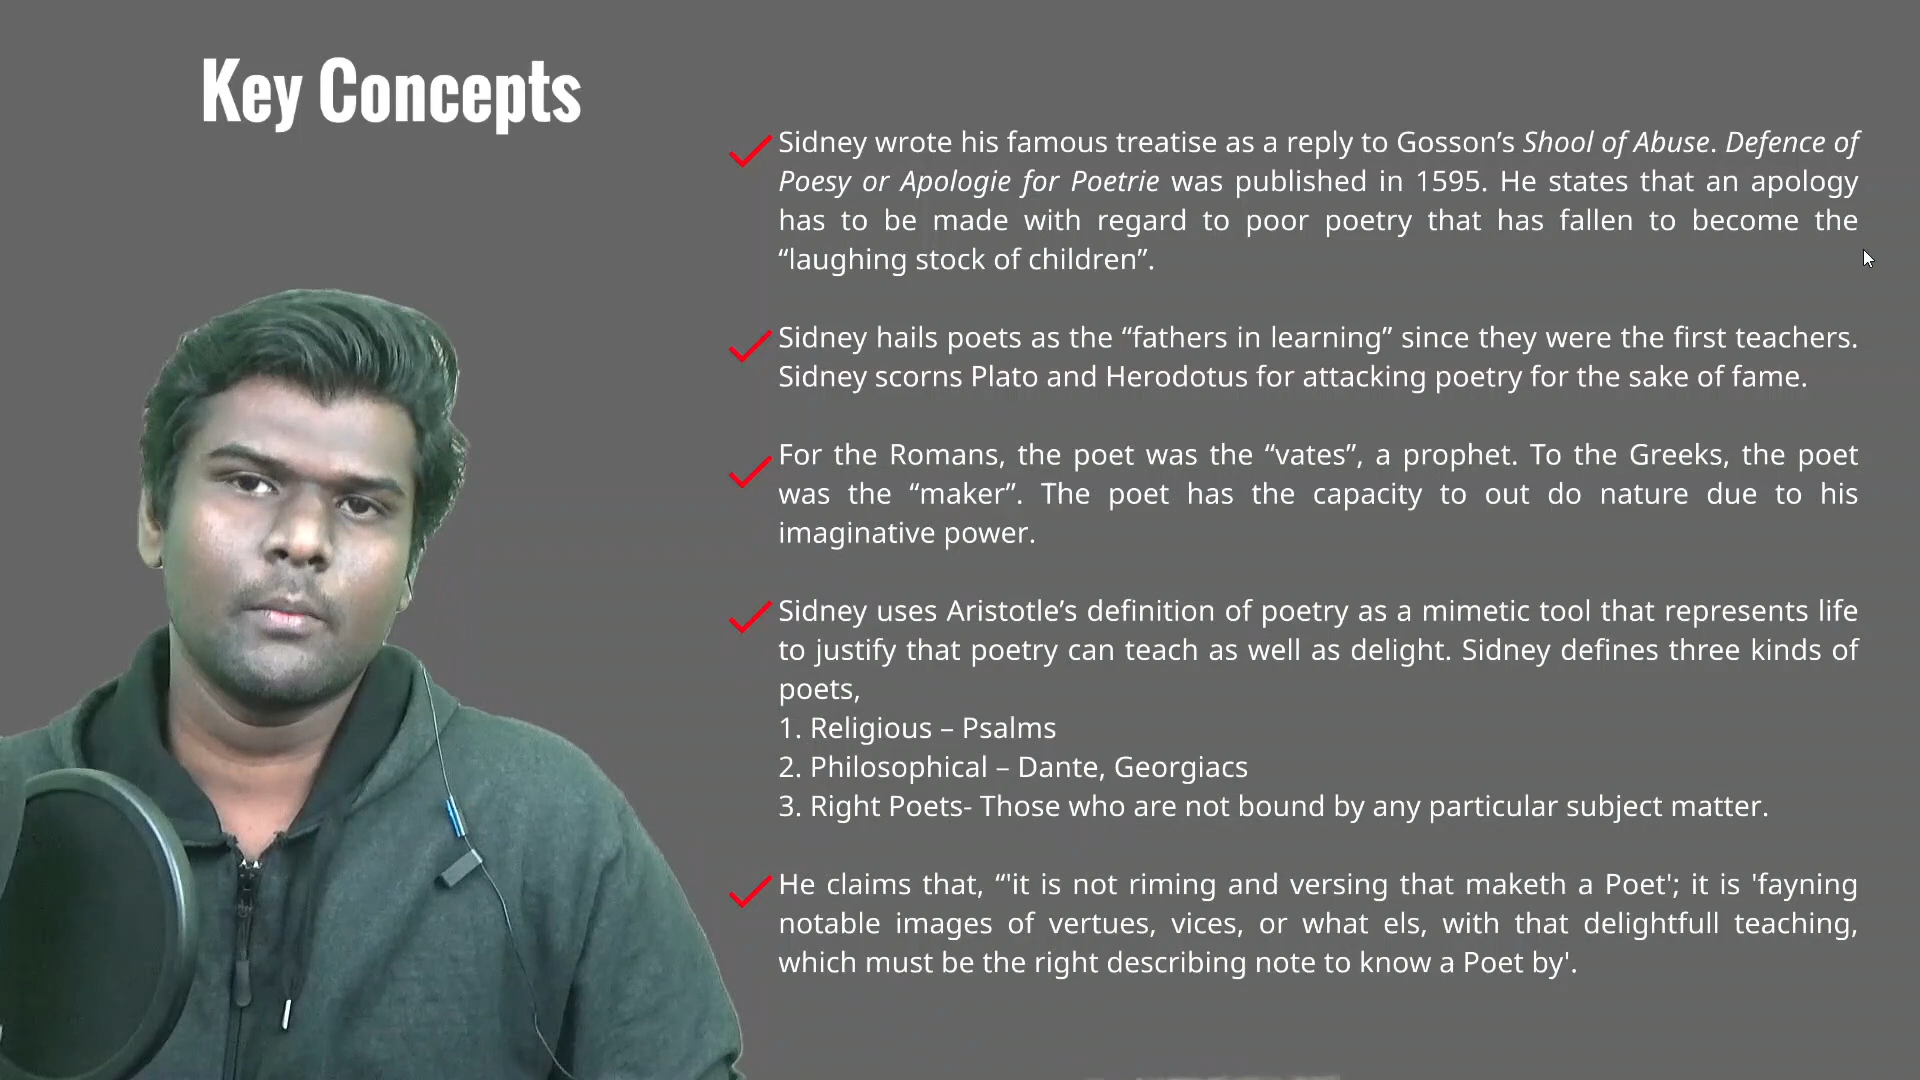 Key Concepts
Sidney wrote his famous treatise as a reply to Gosson’s Shool of Abuse. Defence of
Poesy or Apologie for Poetrie was published in 1595. He states that an apology
has to be made with regard to poor poetry that has fallen to become the
“laughing stock of children”.
Sidney hails poets as the “fathers in learning” since they were the first teachers.
Sidney scorns Plato and Herodotus for attacking poetry for the sake of fame.
For the Romans, the poet was the “vates”, a prophet. To the Greeks, the poet
was the “maker”. The poet has the capacity to out do nature due to his
imaginative power.
Sidney uses Aristotle’s definition of poetry as a mimetic tool that represents life
to justify that poetry can teach as well as delight. Sidney defines three kinds of
poets,
1. Religious – Psalms
2. Philosophical – Dante, Georgiacs
3. Right Poets- Those who are not bound by any particular subject matter.
He claims that, “'it is not riming and versing that maketh a Poet'; it is 'fayning
notable images of vertues, vices, or what els, with that delightfull teaching,
which must be the right describing note to know a Poet by'.